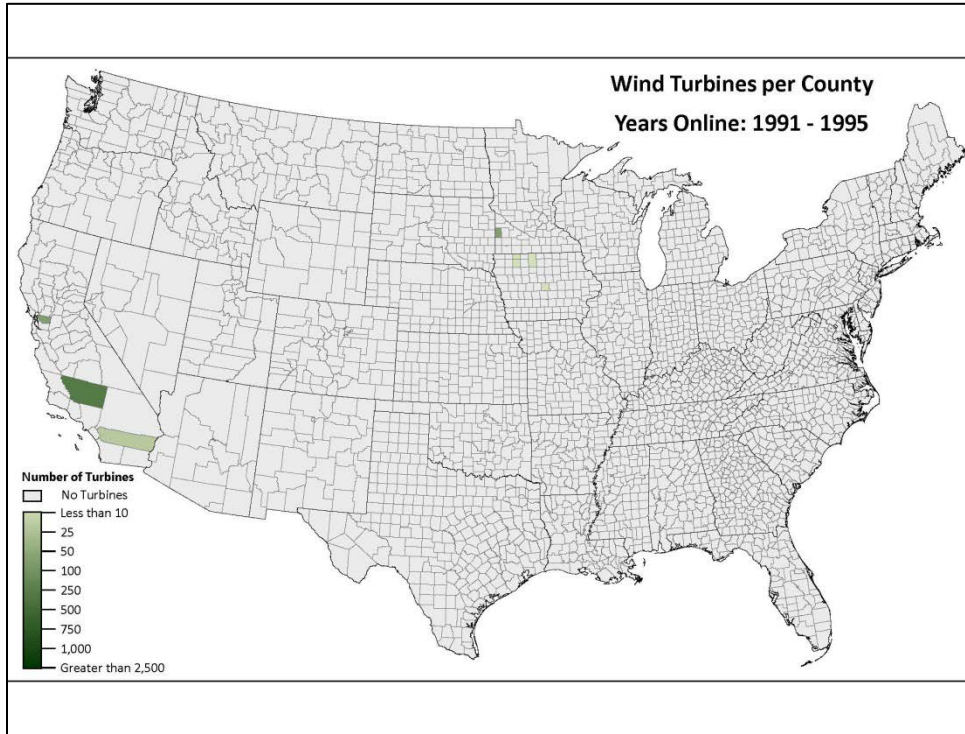 Wind Turbines per County
Years Online: 1991 - 1995
Number of Turbines
No Turbines
Less than 10
25
50
100
250
500
750
1,000
Greater than 2,500